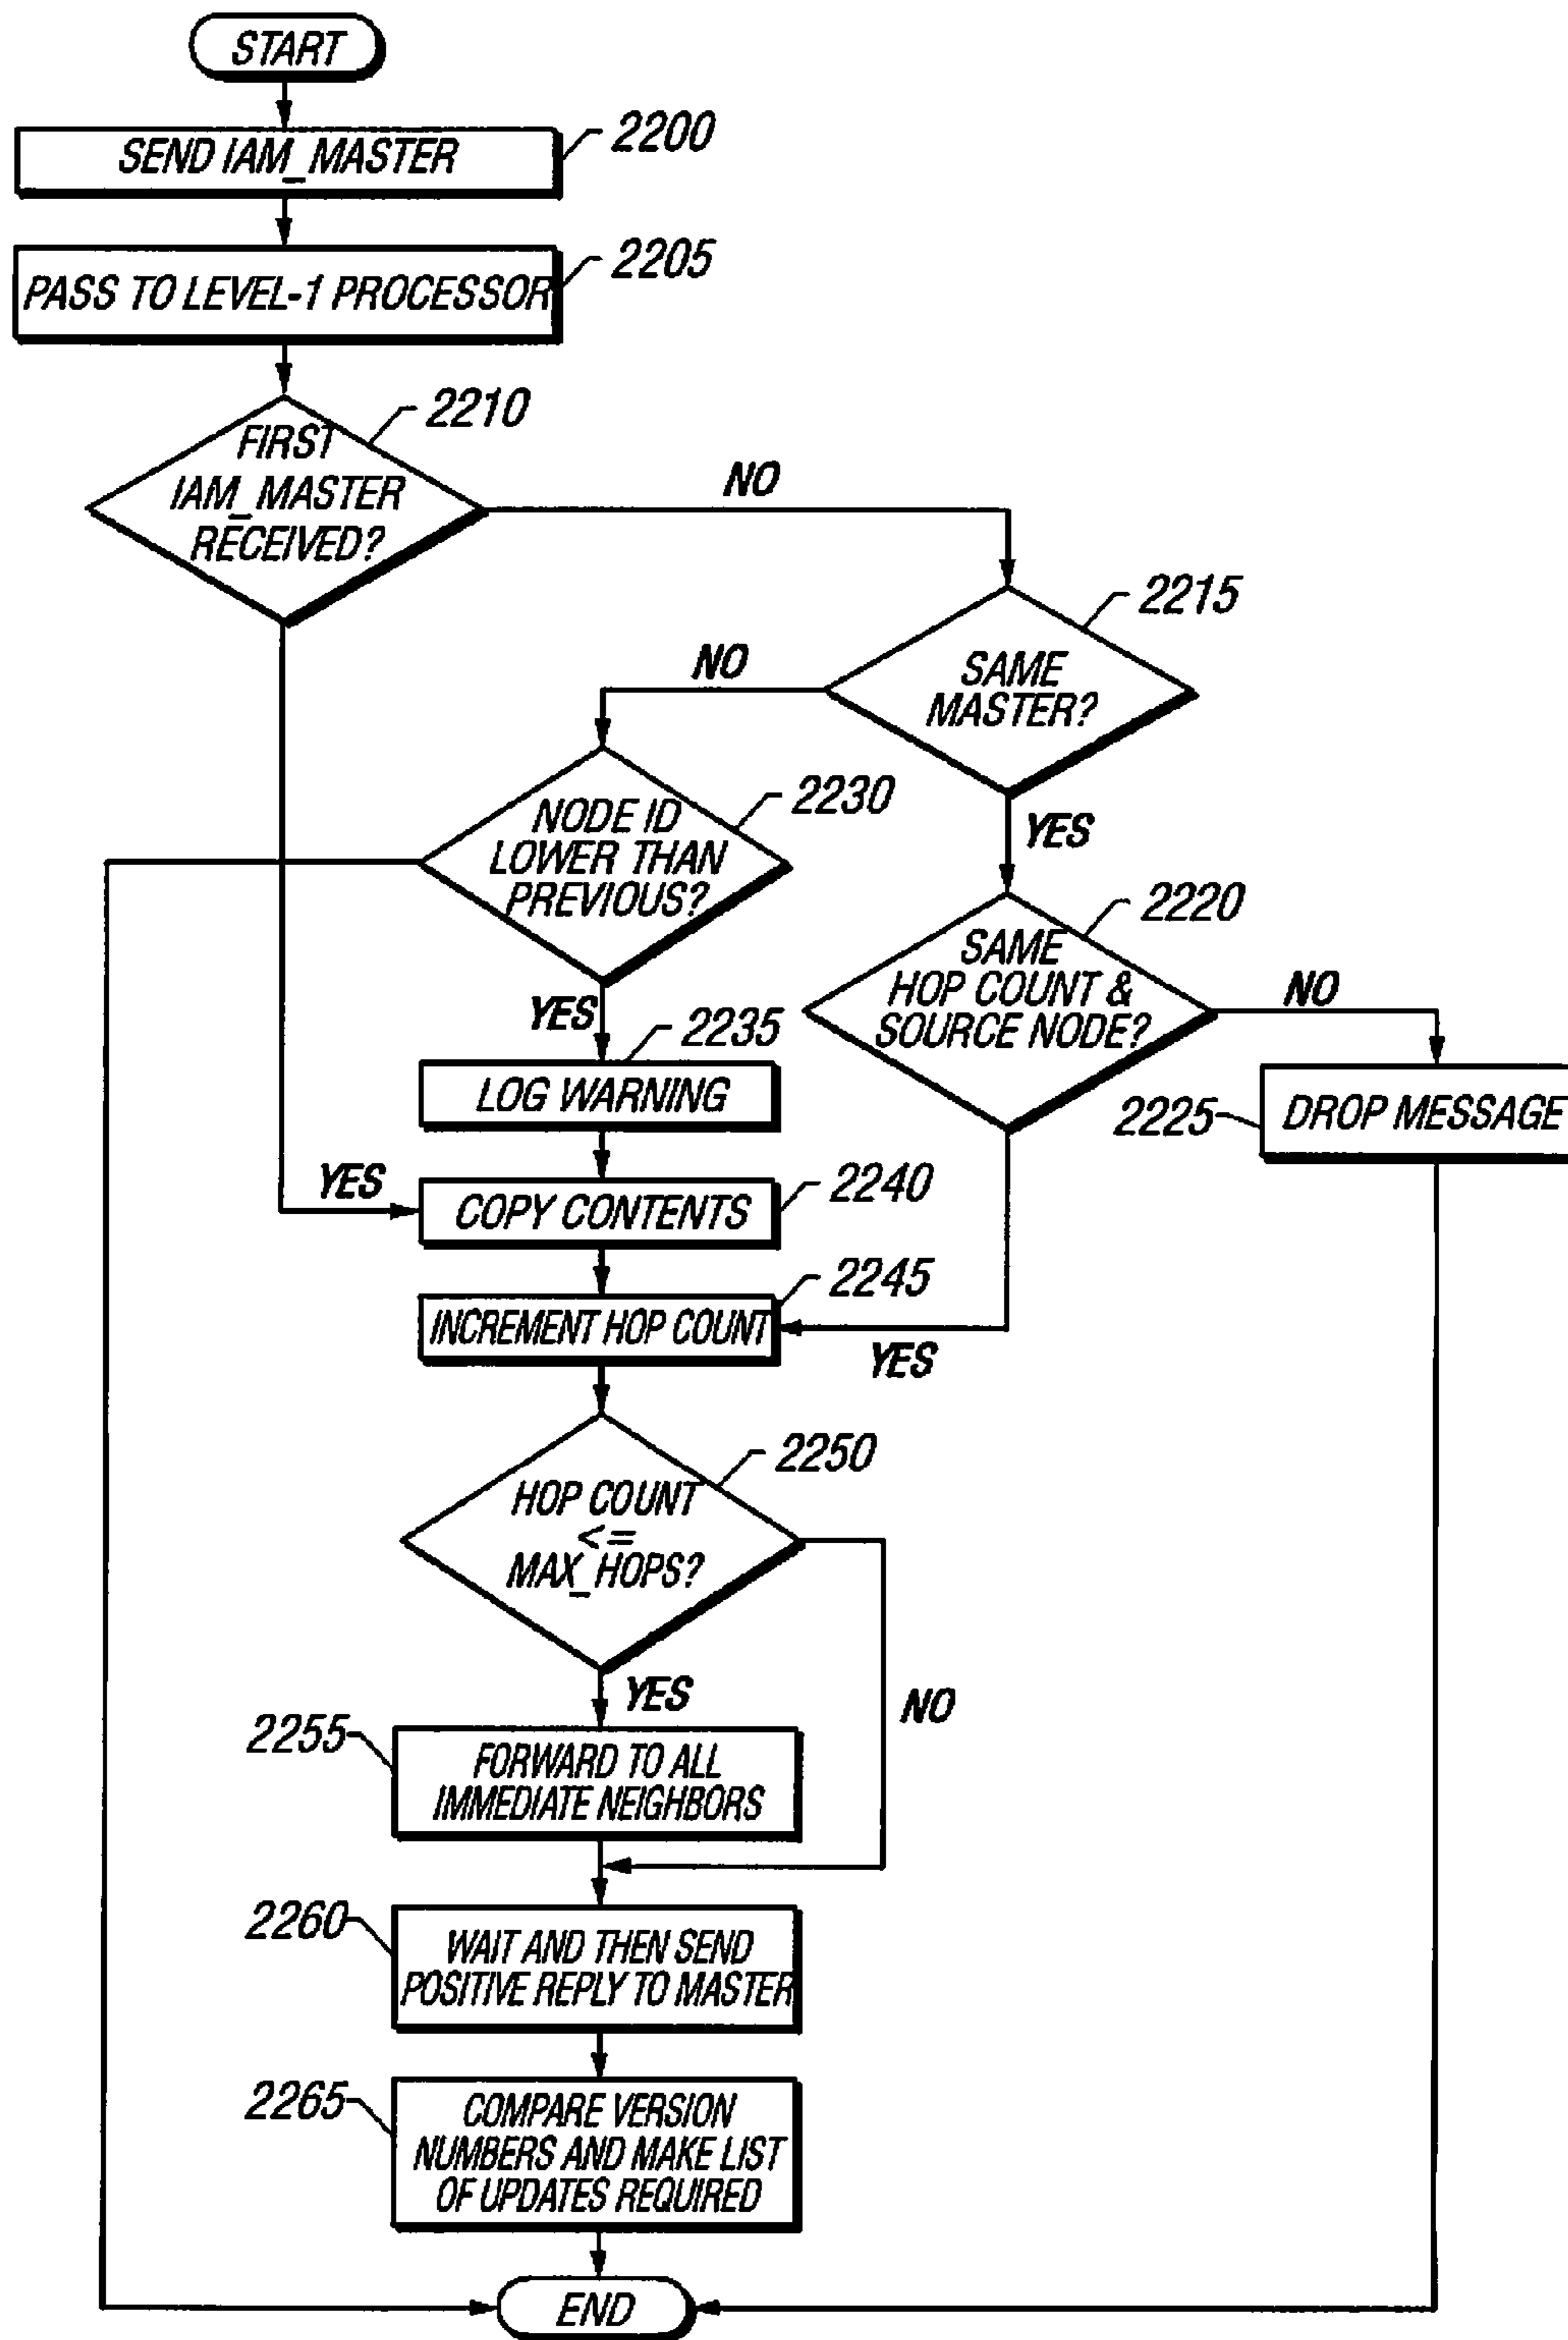 START
SEND IAM_MASTER
2200
PASS TO LEVEL-1 PROCESSOR
2205
FIRST
IAM_MASTER
RECEIVED?
2210
NO
SAME
MASTER?
2215
NO
YES
NODE ID
LOWER THAN
PREVIOUS?
2230
SAME
HOP COUNT &
SOURCE NODE?
2220
NO
YES
LOG WARNING
2235
DROP MESSAGE
2225
YES
COPY CONTENTS
2240
INCREMENT HOP COUNT
2245
YES
HOP COUNT
<=
MAX_HOPS?
2250
YES
NO
2255
FORWARD TO ALL
IMMEDIATE NEIGHBORS
2260
WAIT AND THEN SEND
POSITIVE REPLY TO MASTER
2265
COMPARE VERSION
NUMBERS AND MAKE LIST
OF UPDATES REQUIRED
END